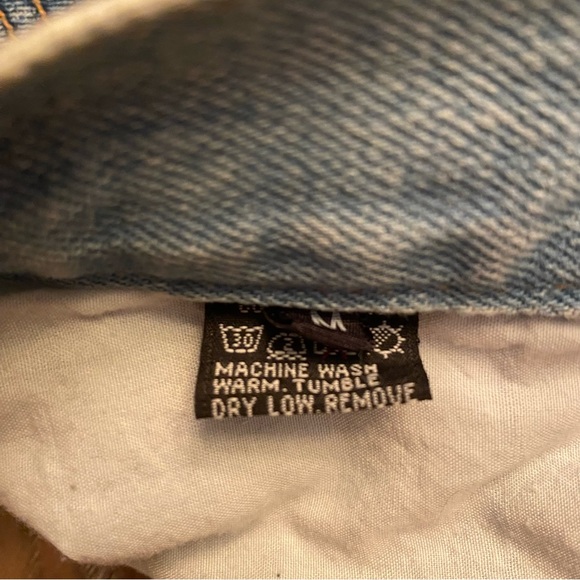 30
MACHINE WASH
WARM. TUMBLE
DRY LOW. REMOVE